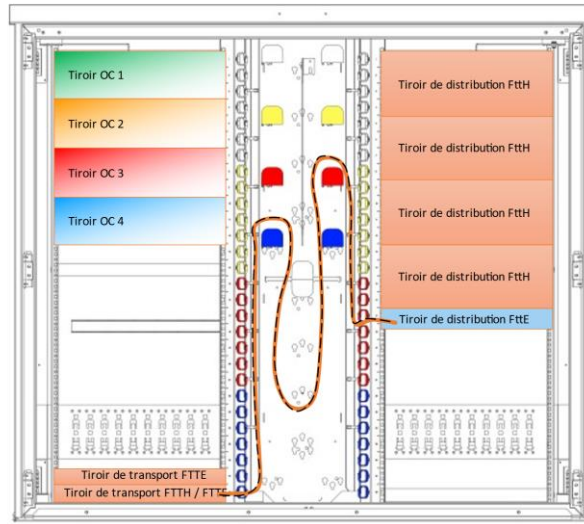 Tiroir OC 1
Tiroir OC 2
Tiroir OC 3
Tiroir OC 4
Tiroir de transport FTTE
Tiroir de transport FTTH /
Tiroir de distribution FttH
Tiroir de distribution FttH
Tiroir de distribution FttH
Tiroir de distribution FttH
Tiroir de distribution FttE